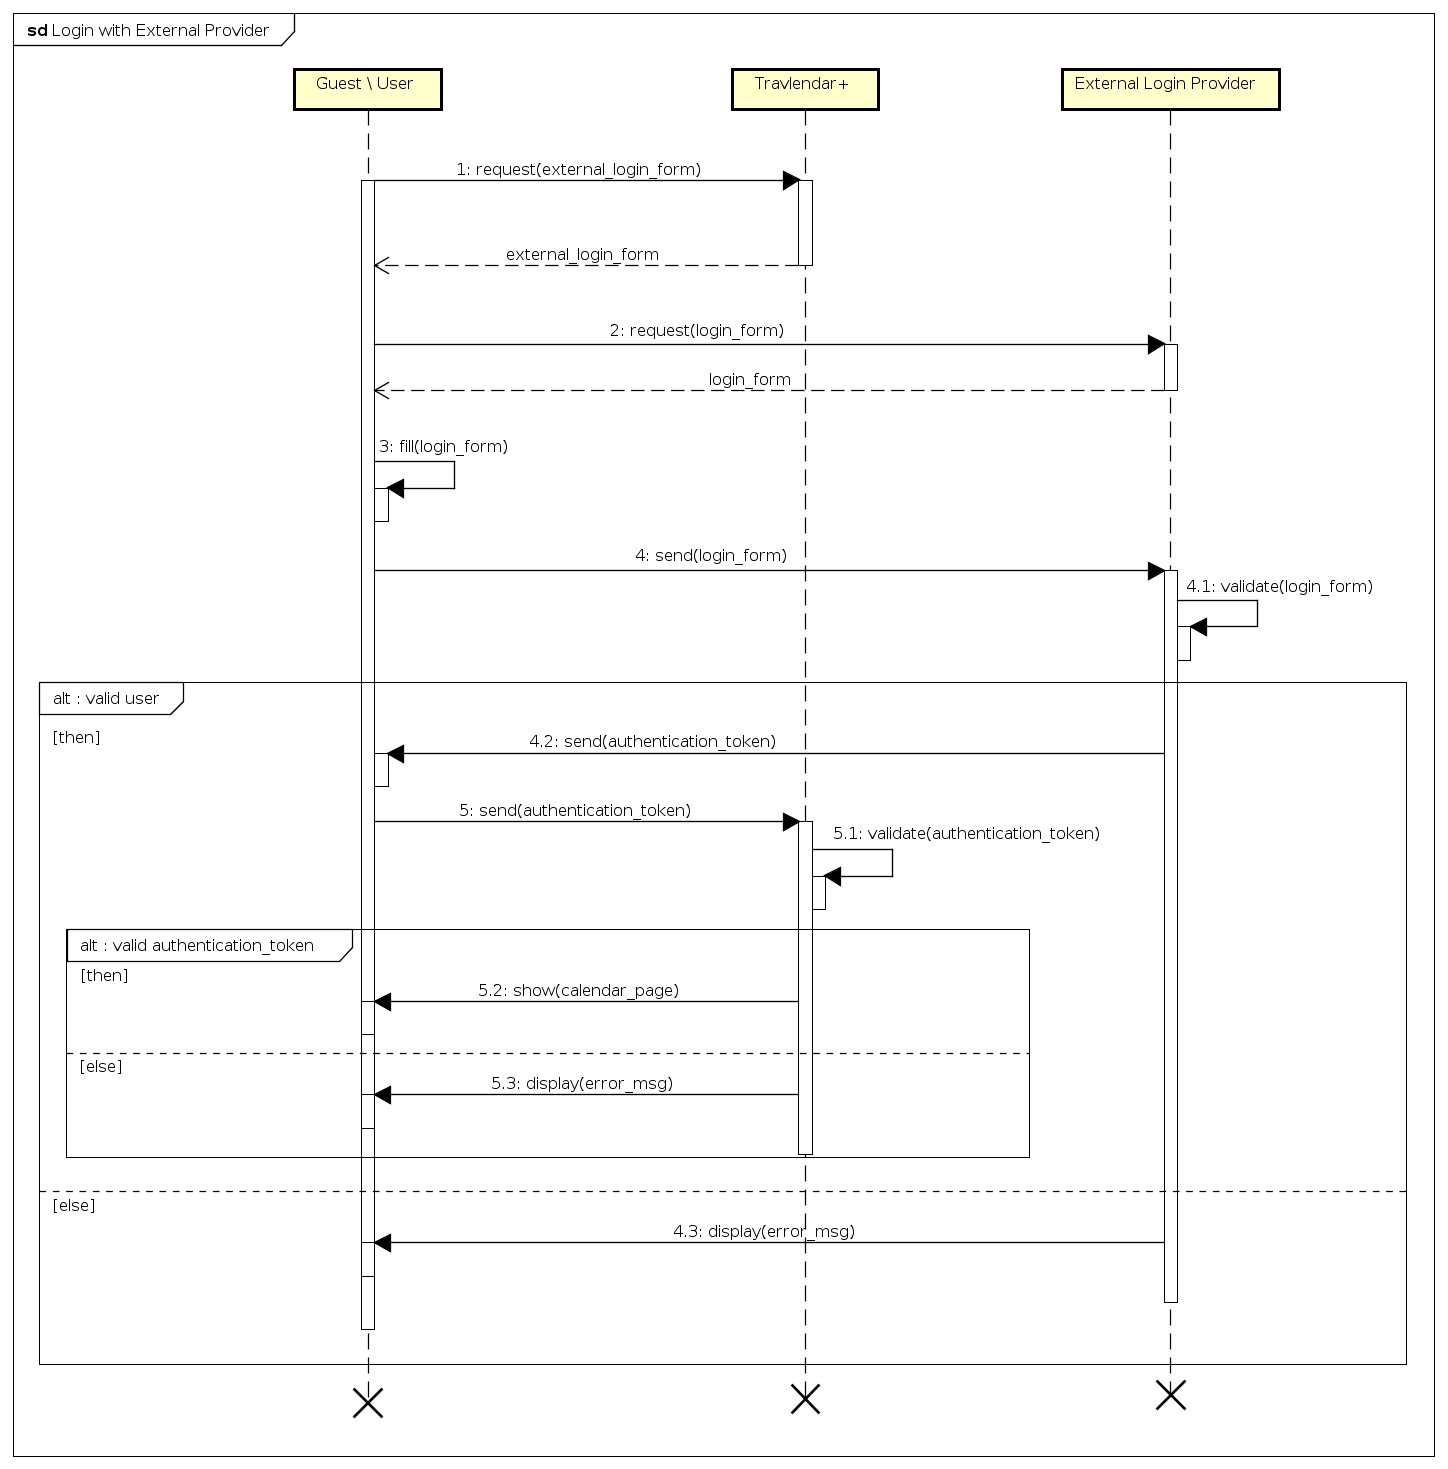 sd Login with External Provider
Guest \ User
Travlendar+
External Login Provider
1: request(external_login_form)
external_login_form
2: request(login_form)
login_form
3: fill(login_form)
4: send(login_form)
4.1: validate(login_form)
alt : valid user
[then]
4.2: send(authentication_token)
5: send(authentication_token)
5.1: validate(authentication_token)
alt : valid authentication_token
[then]
5.2: show(calendar_page)
[else]
5.3: display(error_msg)
[else]
4.3: display(error_msg)